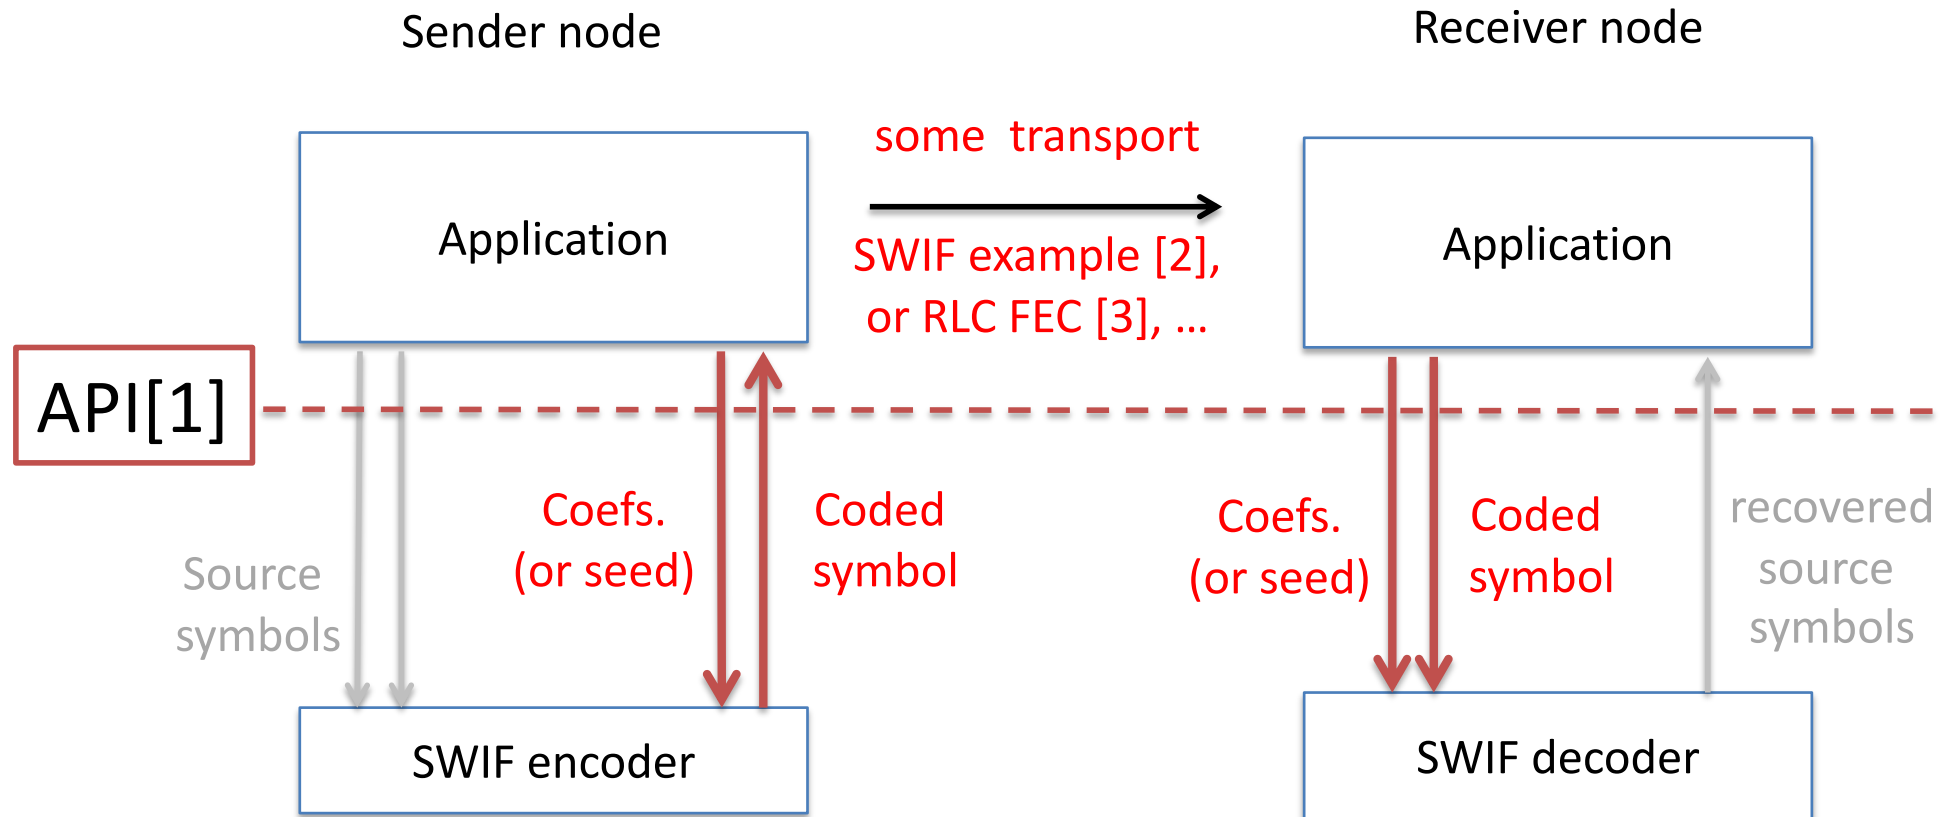 Sender node
Receiver node
some transport
Application
Application
SWIF example [2],
or RLC FEC [3], ...
API[1]
Coefs.
(or seed)
Coded
symbol
Source
symbols
Coefs.
(or seed)
Coded
symbol
recovered
source
symbols
SWIF encoder
SWIF decoder